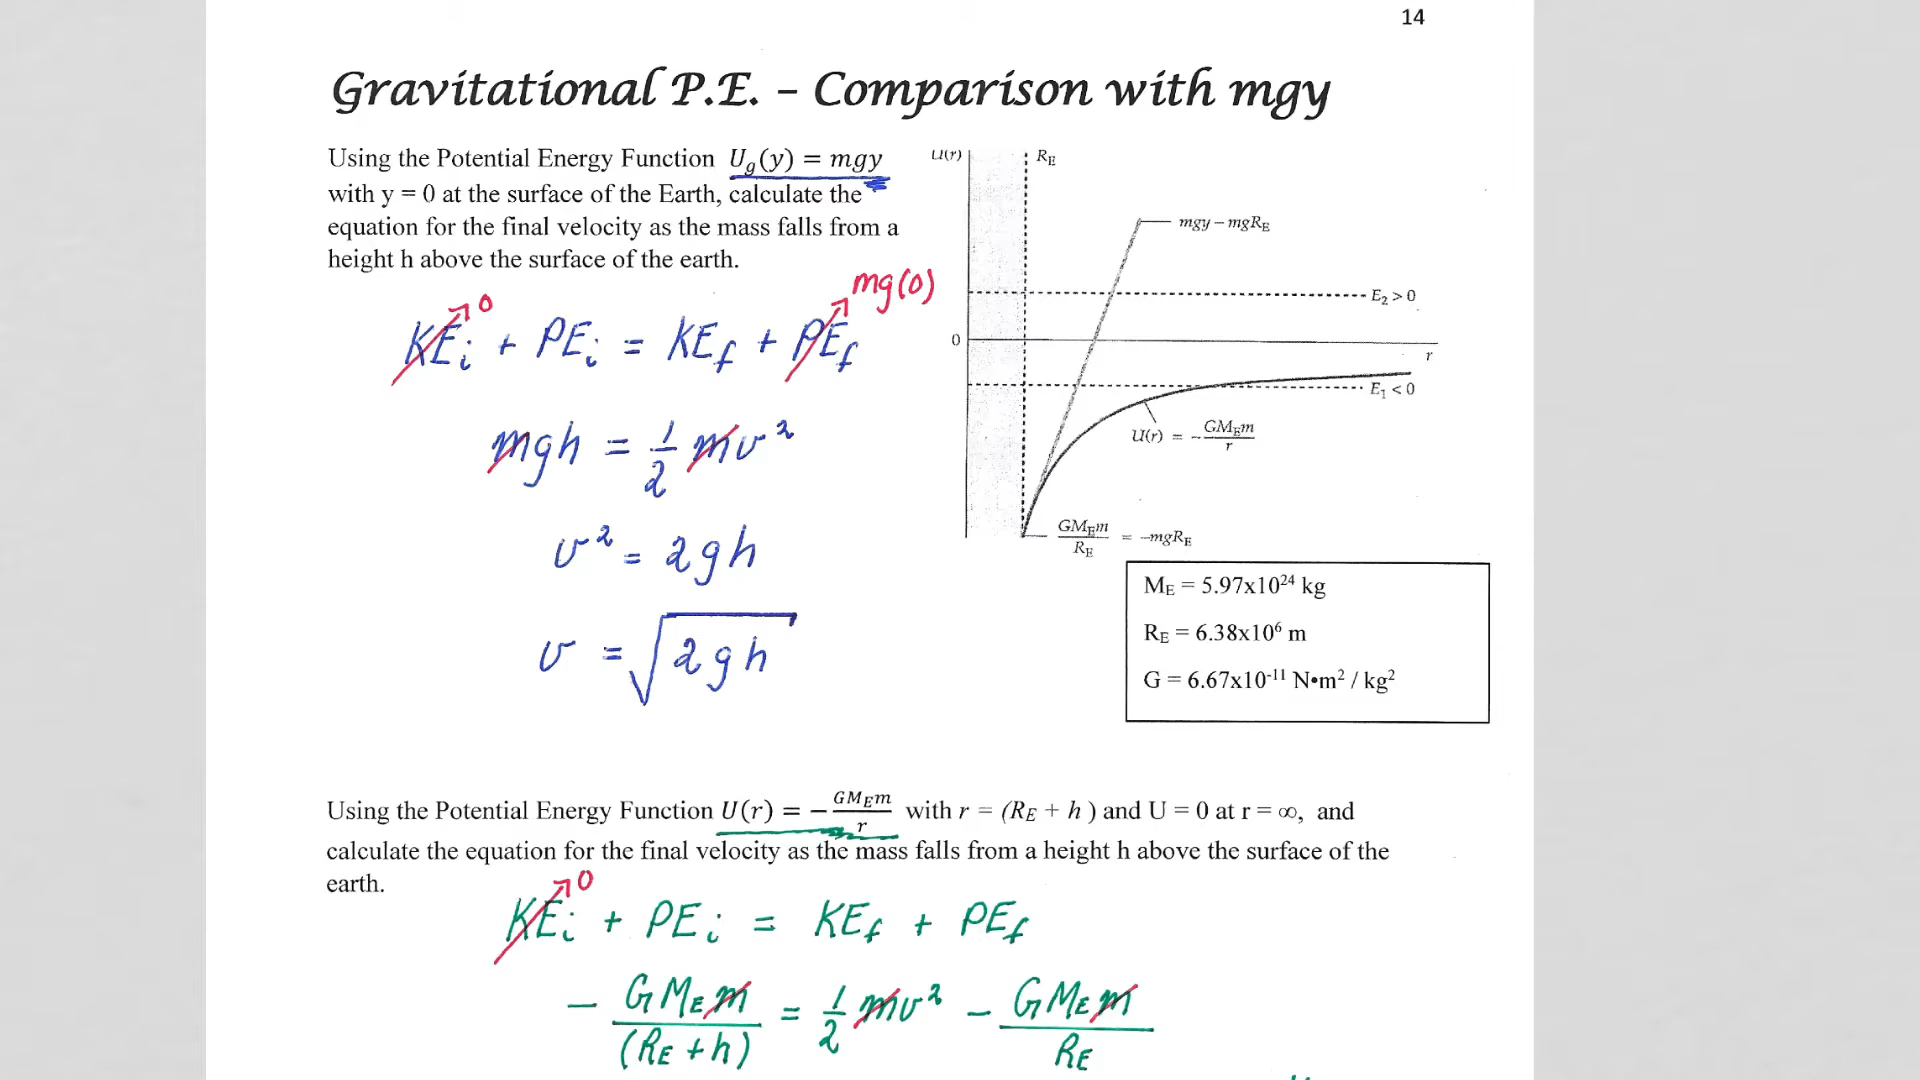 14
Gravitational P.E. – Comparison with mgy
Using the Potential Energy Function U_g(y) = mgy
with y = 0 at the surface of the Earth, calculate the
equation for the final velocity as the mass falls from a
height h above the surface of the earth.
mg(0)
0
KE_i + PE_i = KE_f + PE_f
mgh = 1/2 mv²
v² = 2gh
v = √2gh
U(r)
R_E
mgy – mgR_E
E₂ > 0
0
r
E₁ < 0
U(r) = – GM_Em / r
– GM_Em / R_E = –mgR_E
M_E = 5.97x10²⁴ kg
R_E = 6.38x10⁶ m
G = 6.67x10⁻¹¹ N•m² / kg²
Using the Potential Energy Function U(r) = – GM_Em / r with r = (R_E + h ) and U = 0 at r = ∞, and
calculate the equation for the final velocity as the mass falls from a height h above the surface of the
earth.
0
KE_i + PE_i = KE_f + PE_f
– GM_Em / (R_E + h) = 1/2 mv² – GM_Em / R_E